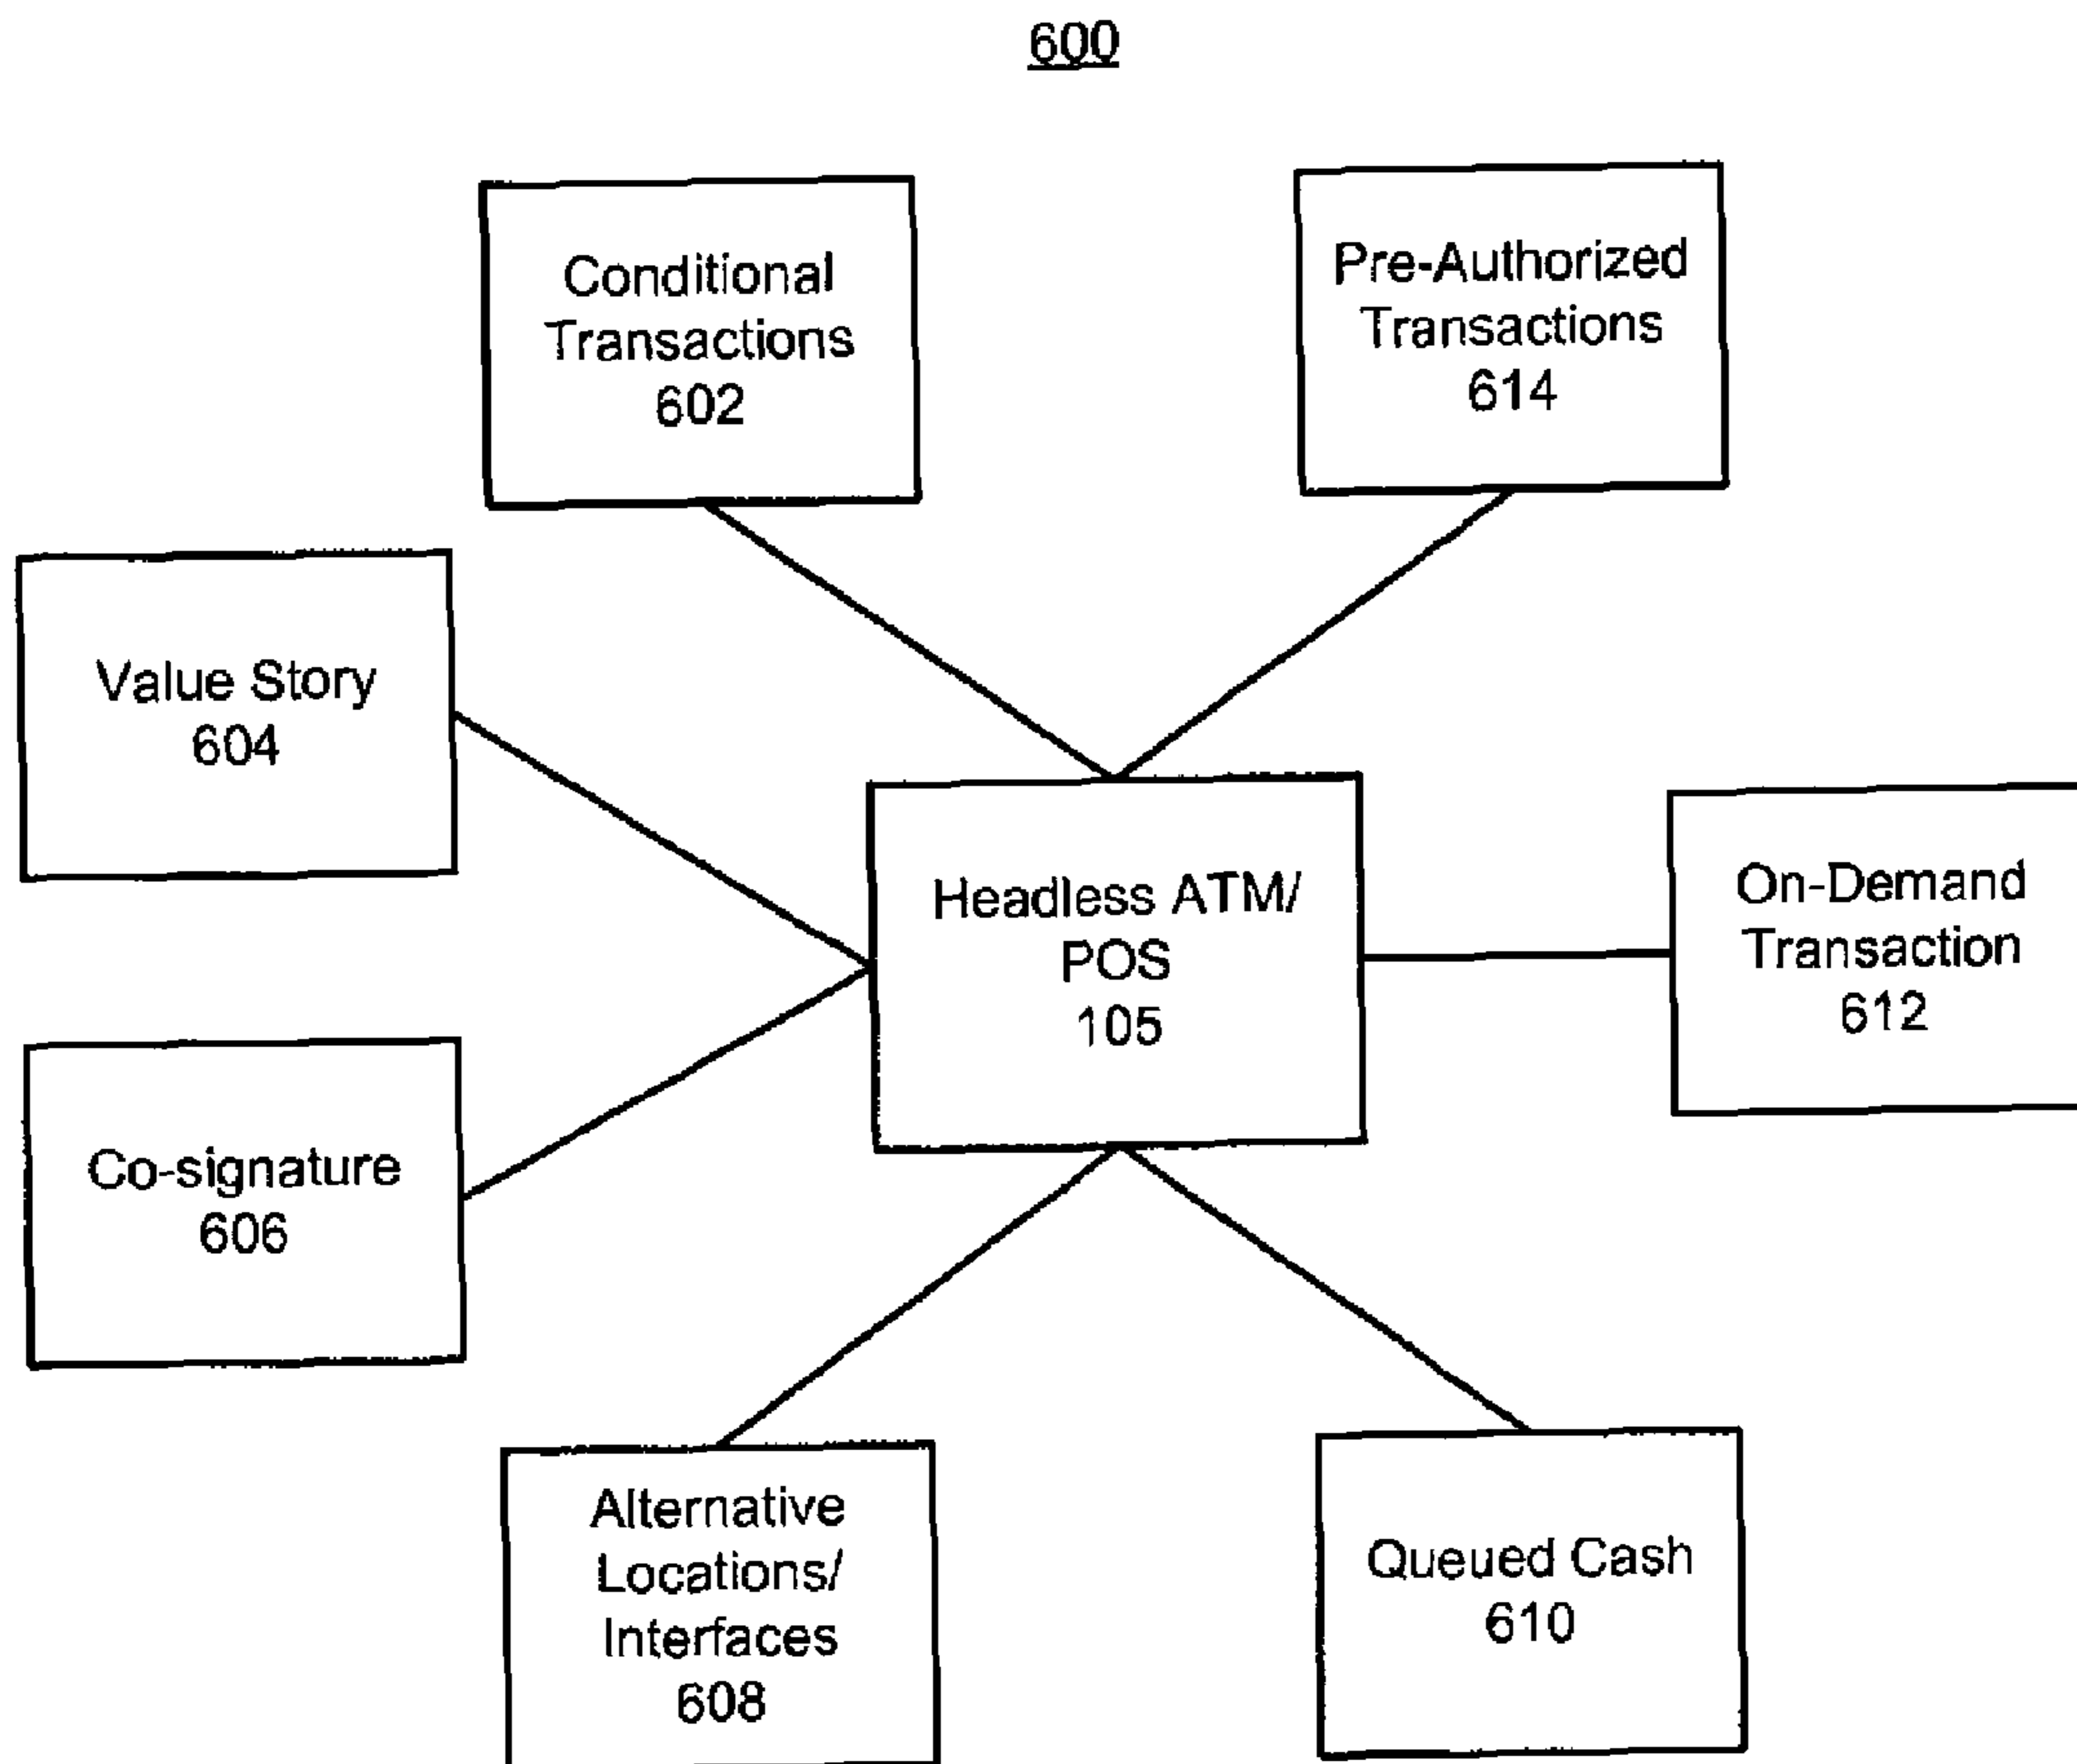 600
Conditional
Transactions
602
Pre-Authorized
Transactions
614
Value Story
604
Headless ATM/
POS
105
On-Demand
Transaction
612
Co-signature
606
Alternative
Locations/
Interfaces
608
Queued Cash
610